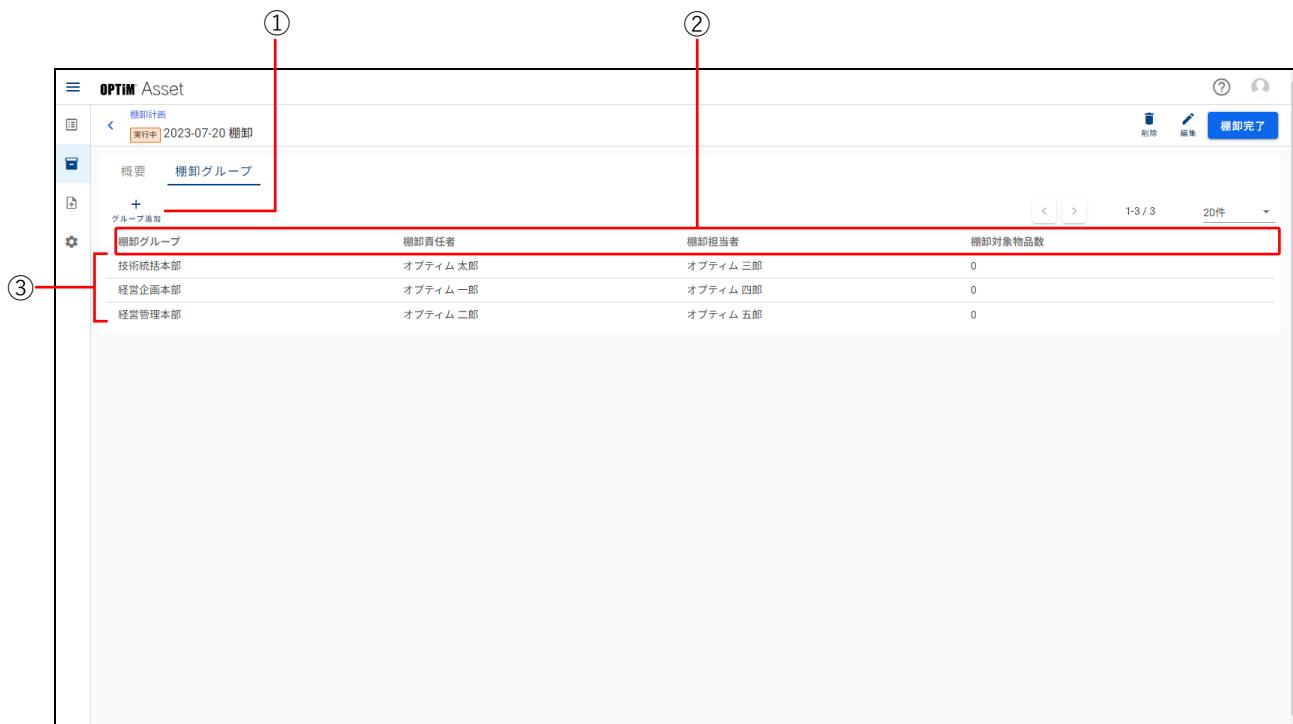 ① ②
OPTiM Asset
棚卸計画
実行中 2023-07-20 棚卸
削除 編集 棚卸完了
概要 棚卸グループ
グループ追加
1-3 / 3 20件
棚卸グループ 棚卸責任者 棚卸担当者 棚卸対象物品数
技術統括本部 オプティム 太郎 オプティム 三郎 0
③
経営企画本部 オプティム 一郎 オプティム 四郎 0
経営管理本部 オプティム 二郎 オプティム 五郎 0